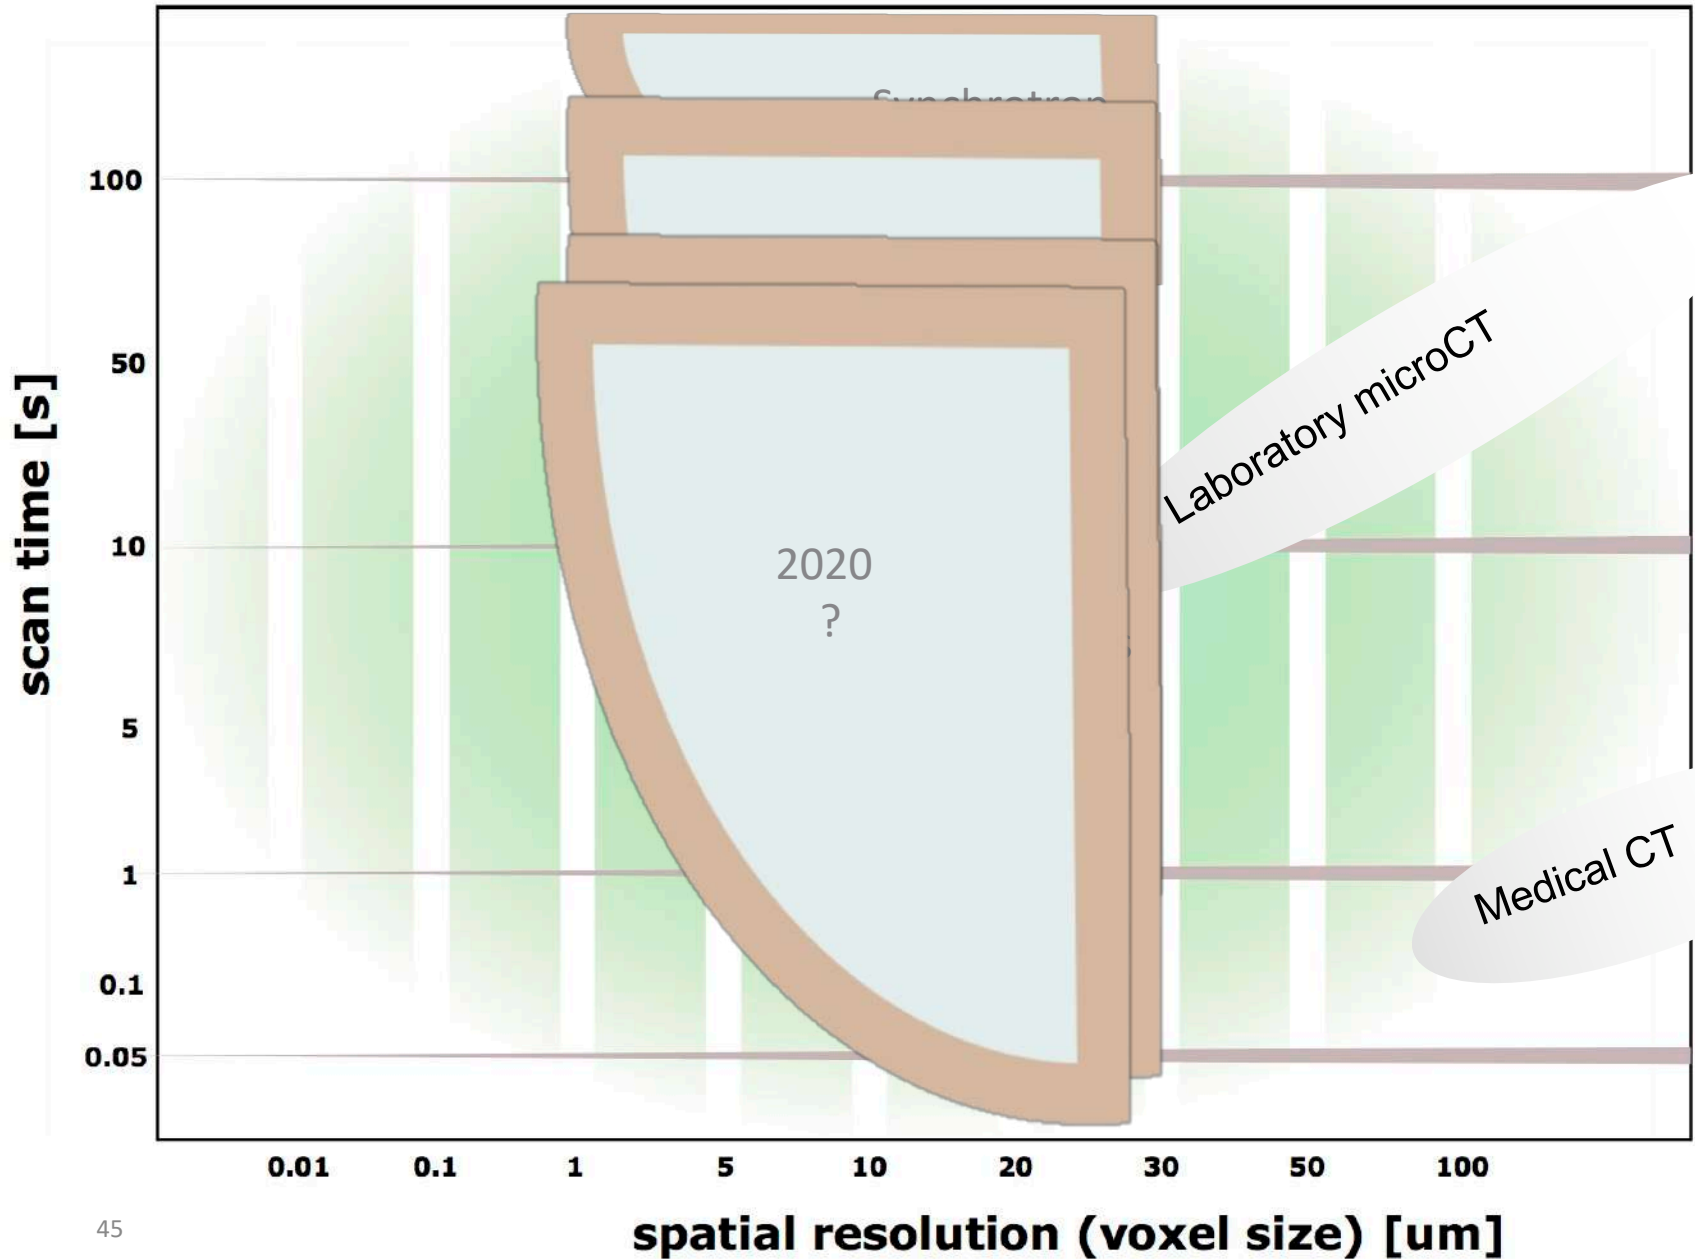 100
50
10
5
1
0.1
0.05
scan time [s]
Laboratory microCT
2020
?
Medical CT
0.01 0.1 1 5 10 20 30 50 100
spatial resolution (voxel size) [um]
45